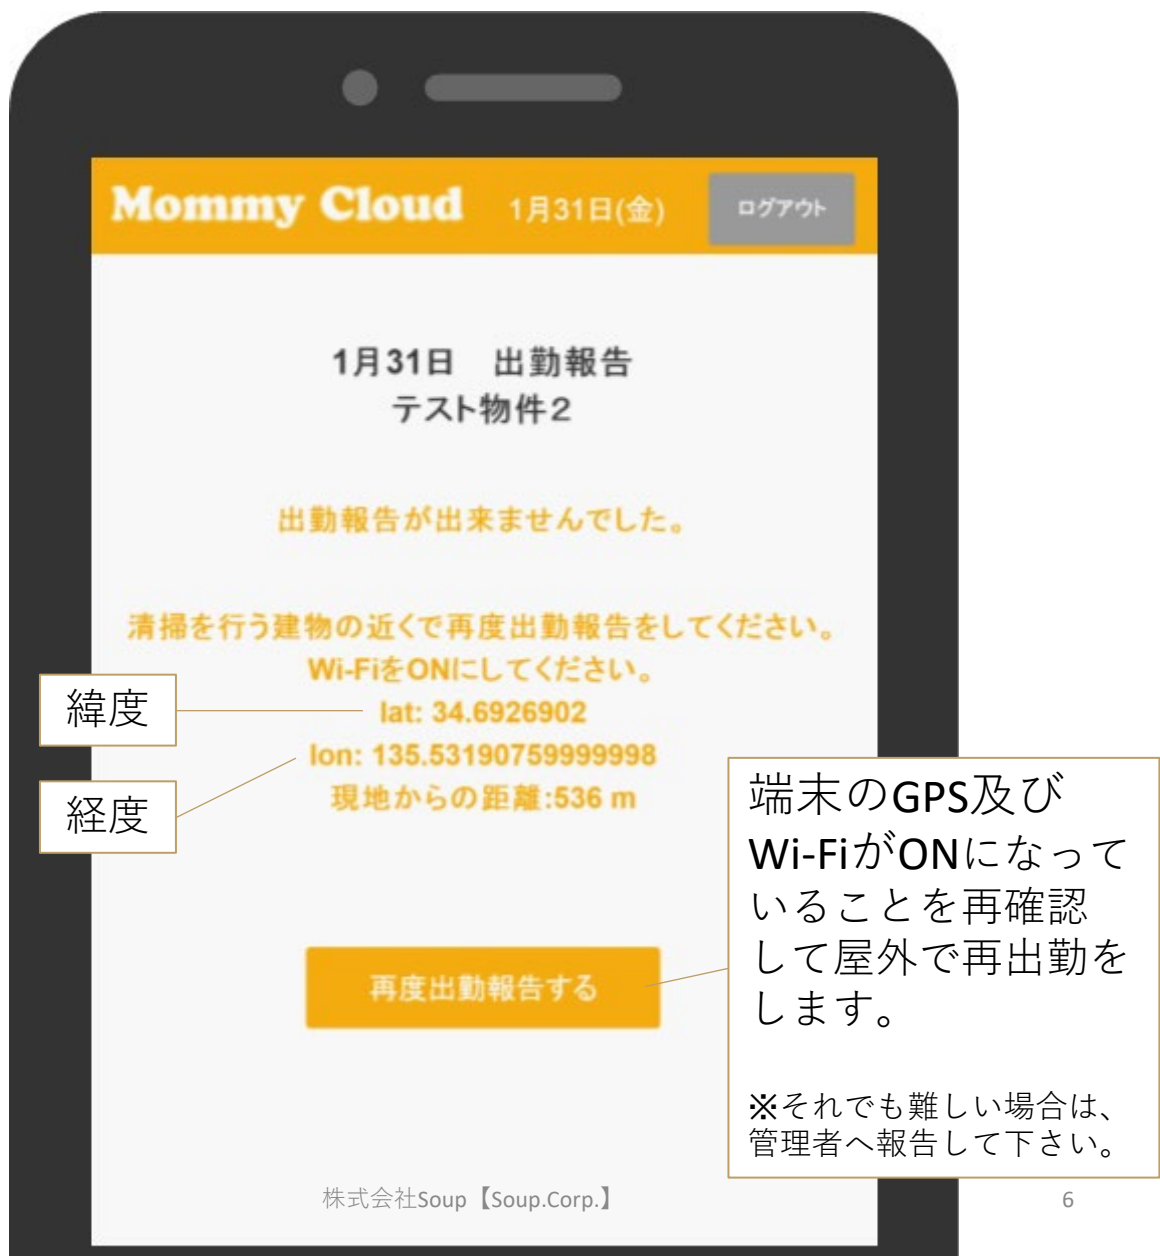 Mommy Cloud 1月31日(金) ログアウト
1月31日　出勤報告
テスト物件２
出勤報告が出来ませんでした。
清掃を行う建物の近くで再度出勤報告をしてください。
Wi-FiをONにしてください。
緯度
lat: 34.6926902
lon: 135.53190759999998
経度
現地からの距離:536 m
端末のGPS及び
Wi-FiがONになって
いることを再確認
して屋外で再出勤を
します。
再度出勤報告する
※それでも難しい場合は、
管理者へ報告して下さい。
株式会社Soup【Soup.Corp.】
6